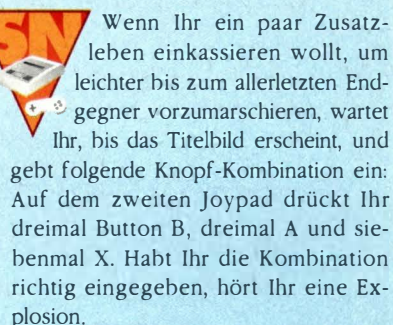 SN
Wenn Ihr ein paar Zusatz-
leben einkassieren wollt, um
leichter bis zum allerletzten End-
gegner vorzumarschieren, wartet
Ihr, bis das Titelbild erscheint, und
gebt folgende Knopf-Kombination ein:
Auf dem zweiten Joypad drückt Ihr
dreimal Button B, dreimal A und sie-
benmal X. Habt Ihr die Kombination
richtig eingegeben, hört Ihr eine Ex-
plosion.